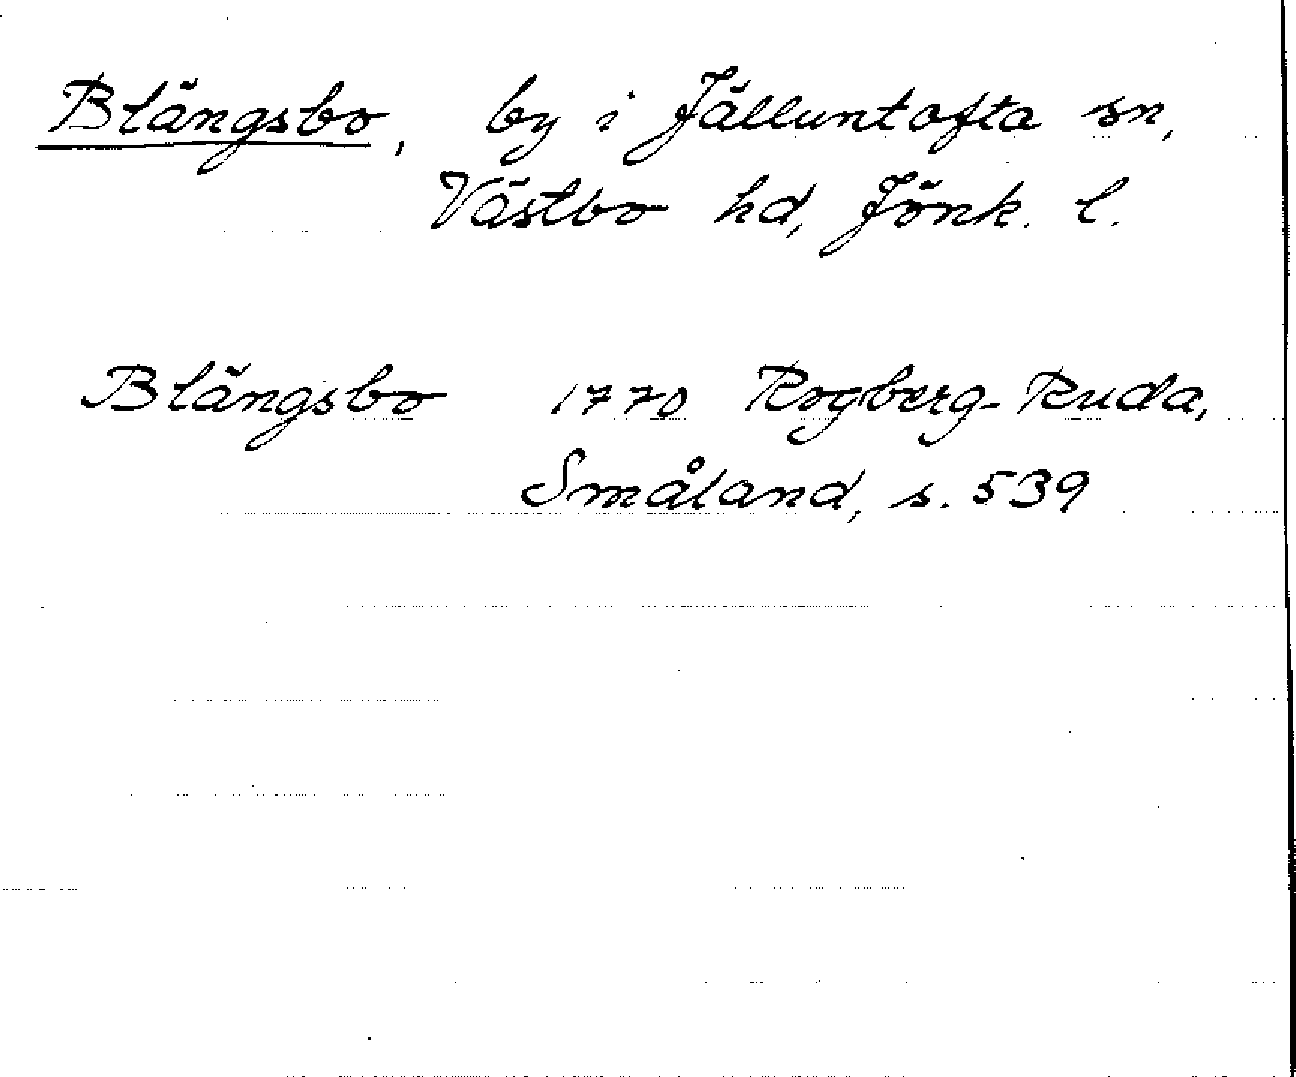 Blängsbo, by i Jälluntofta sn,
Västbo hd, Jönk. l.
Blängsbo 1770 Rogberg-Ruda,
Småland, s. 539